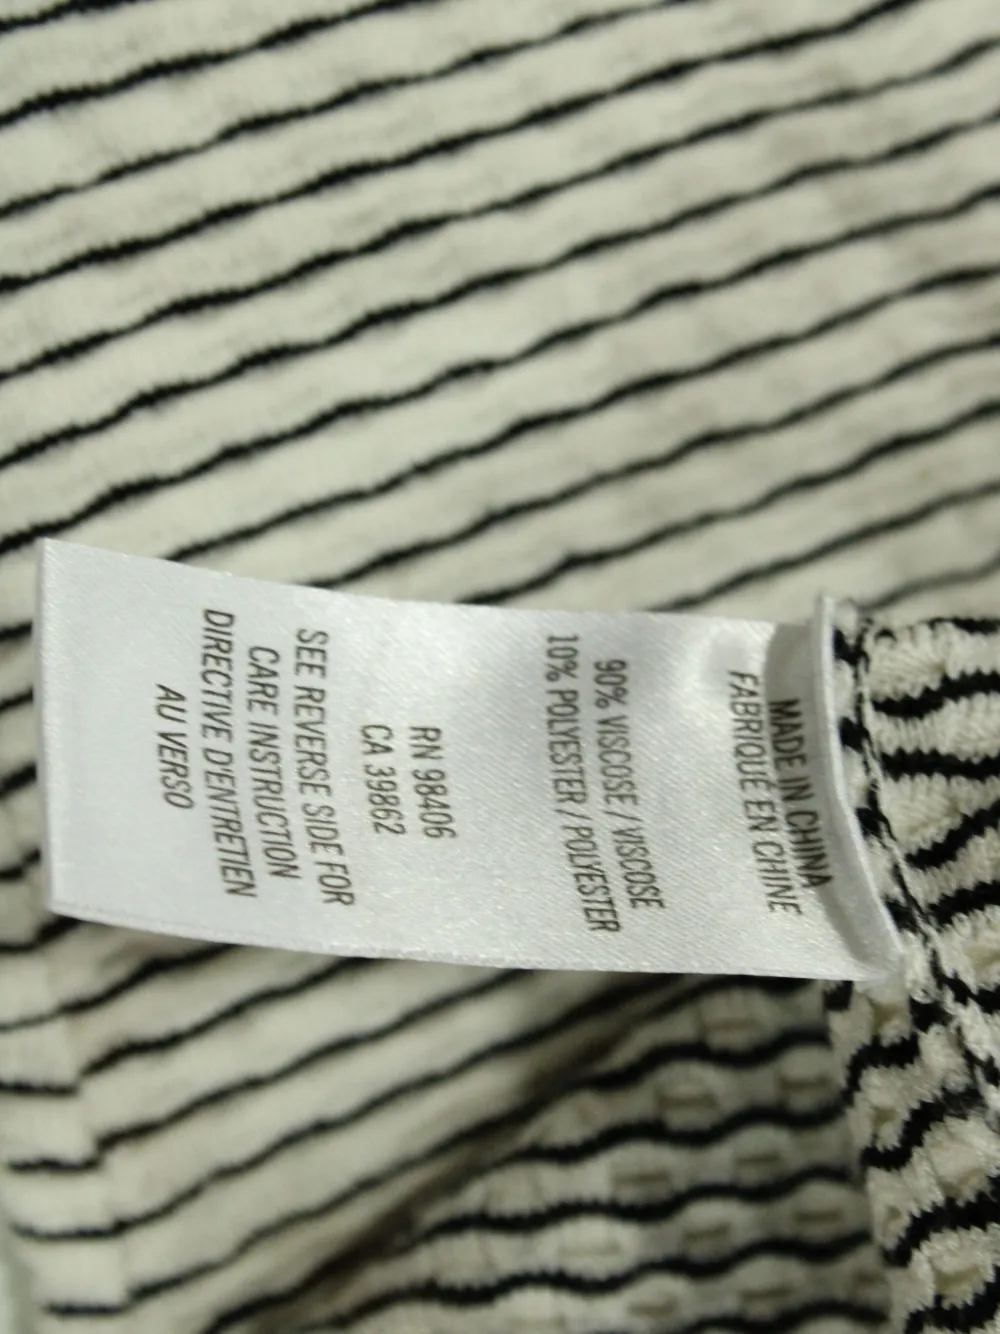 MADE IN CHINA
FABRIQUÉ EN CHINE
90% VISCOSE / VISCOSE
10% POLYESTER / POLYESTER
RN 98406
CA 39862
SEE REVERSE SIDE FOR
CARE INSTRUCTION
DIRECTIVE D'ENTRETIEN
AU VERSO